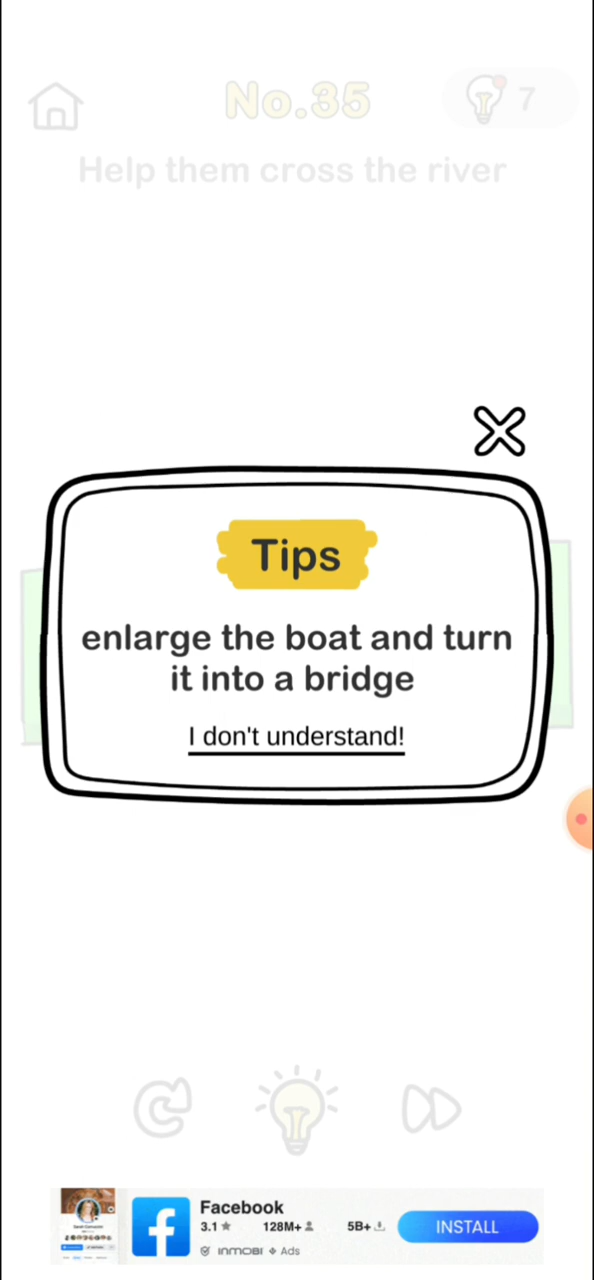 No.35
7
Help them cross the river
Tips
enlarge the boat and turn
it into a bridge
I don't understand!
Facebook
3.1★ 128M+ 5B+
INSTALL
INMOBI Ads